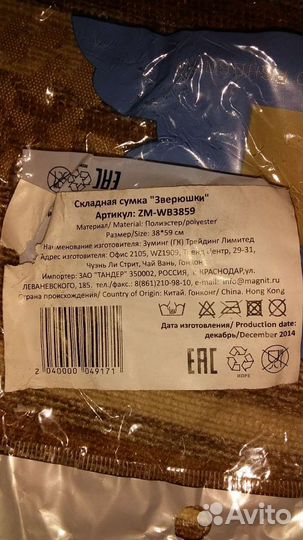 Складная сумка "Зверюшки"
Артикул: ZM-WB3859
Материал/ Material: Полиэстер/polyester
Размер/Size: 38*59 см
Наименование изготовителя: Зуминг (ГК) Трейдинг Лимитед
Адрес изготовителя: Офис 2105, WZ1909, Тренд Центр, 29-31,
Чуэнь Ли Стрит, Чай Вань, Гонконг
Импортер: ЗАО "ТАНДЕР" 350002, РОССИЯ, г. КРАСНОДАР, ул.
ЛЕВАНЕВСКОГО, 185, тел./факс: 8(861)210-98-10, e-mail: info@magnit.ru
Страна происхождения/ Country of Origin: Китай. Гонконг/ China. Hong Kong
Дата изготовления/ Production date:
декабрь/December 2014
EAC
ИПРЕ
2 040000 049171
EAC
Avito